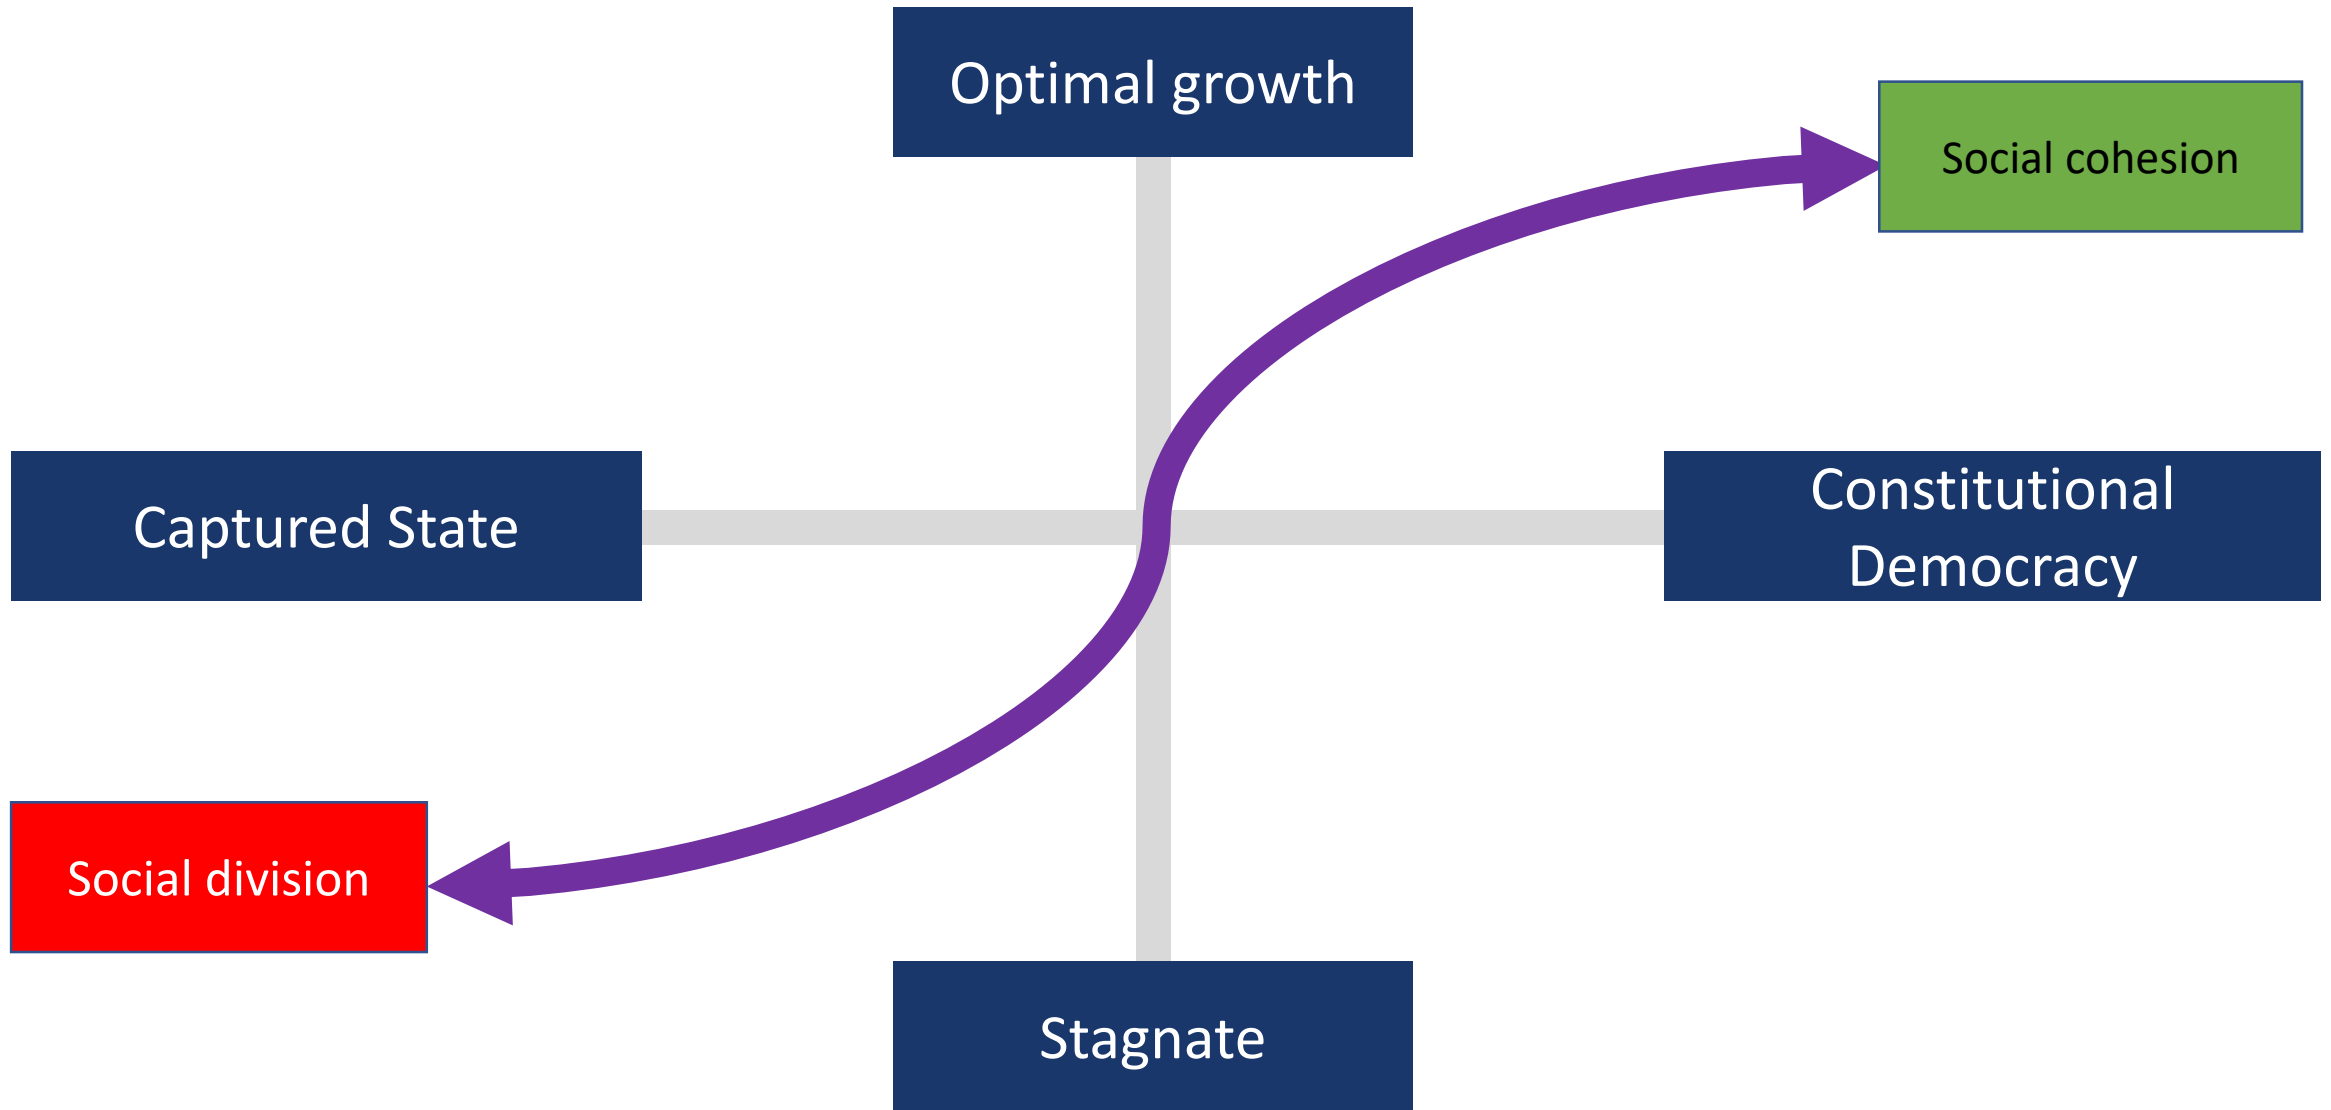 Optimal growth
Social cohesion
Captured State
Constitutional
Democracy
Social division
Stagnate